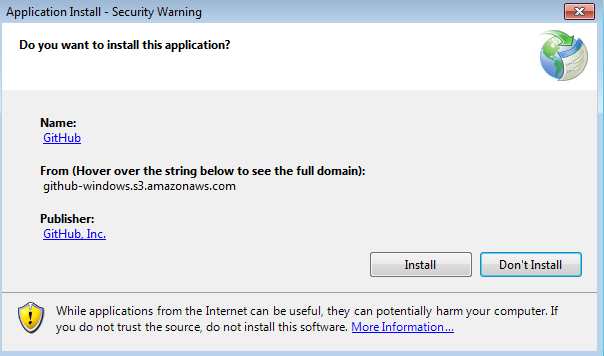 Application Install - Security Warning
Do you want to install this application?
Name:
GitHub
From (Hover over the string below to see the full domain):
github-windows.s3.amazonaws.com
Publisher:
GitHub, Inc.
Install
Don't Install
While applications from the Internet can be useful, they can potentially harm your computer. If
you do not trust the source, do not install this software. More Information...